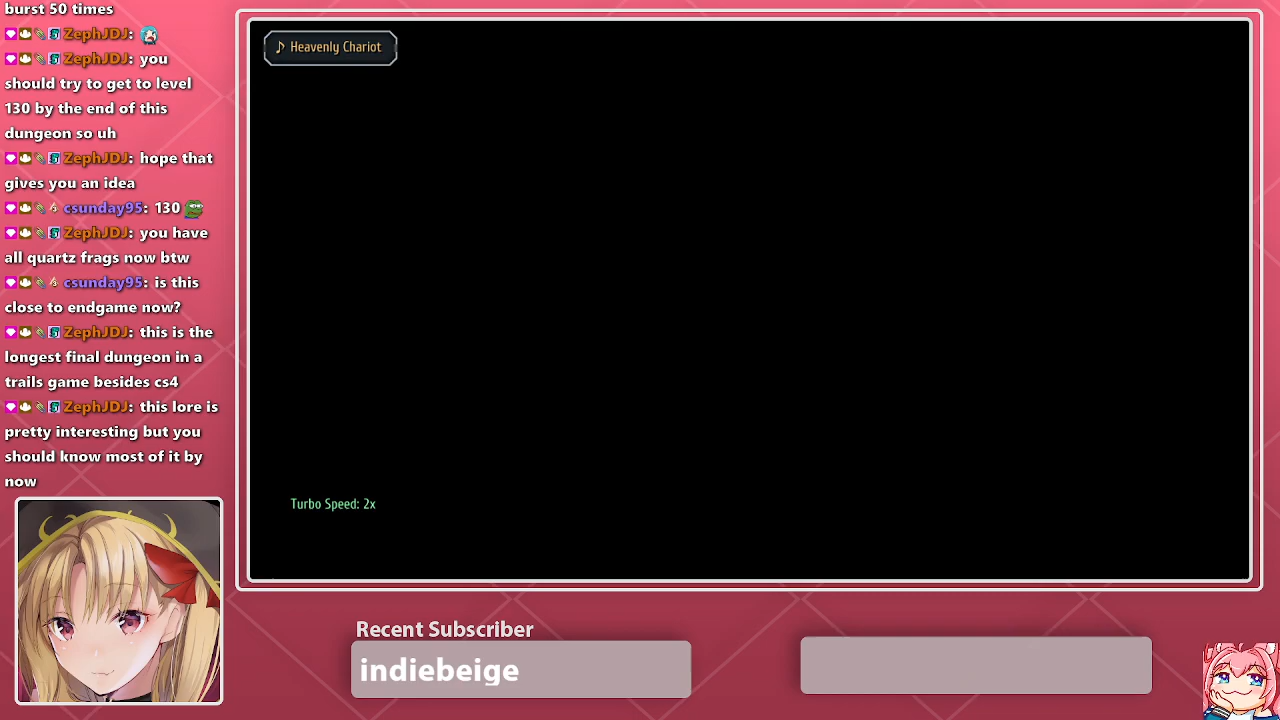 burst 50 times
ZephJDJ:
ZephJDJ: you
should try to get to level
130 by the end of this
dungeon so uh
ZephJDJ: hope that
gives you an idea
csunday95: 130
ZephJDJ: you have
all quartz frags now btw
csunday95: is this
close to endgame now?
ZephJDJ: this is the
longest final dungeon in a
trails game besides cs4
ZephJDJ: this lore is
pretty interesting but you
should know most of it by
now
♪ Heavenly Chariot
Turbo Speed: 2x
Recent Subscriber
indiebeige